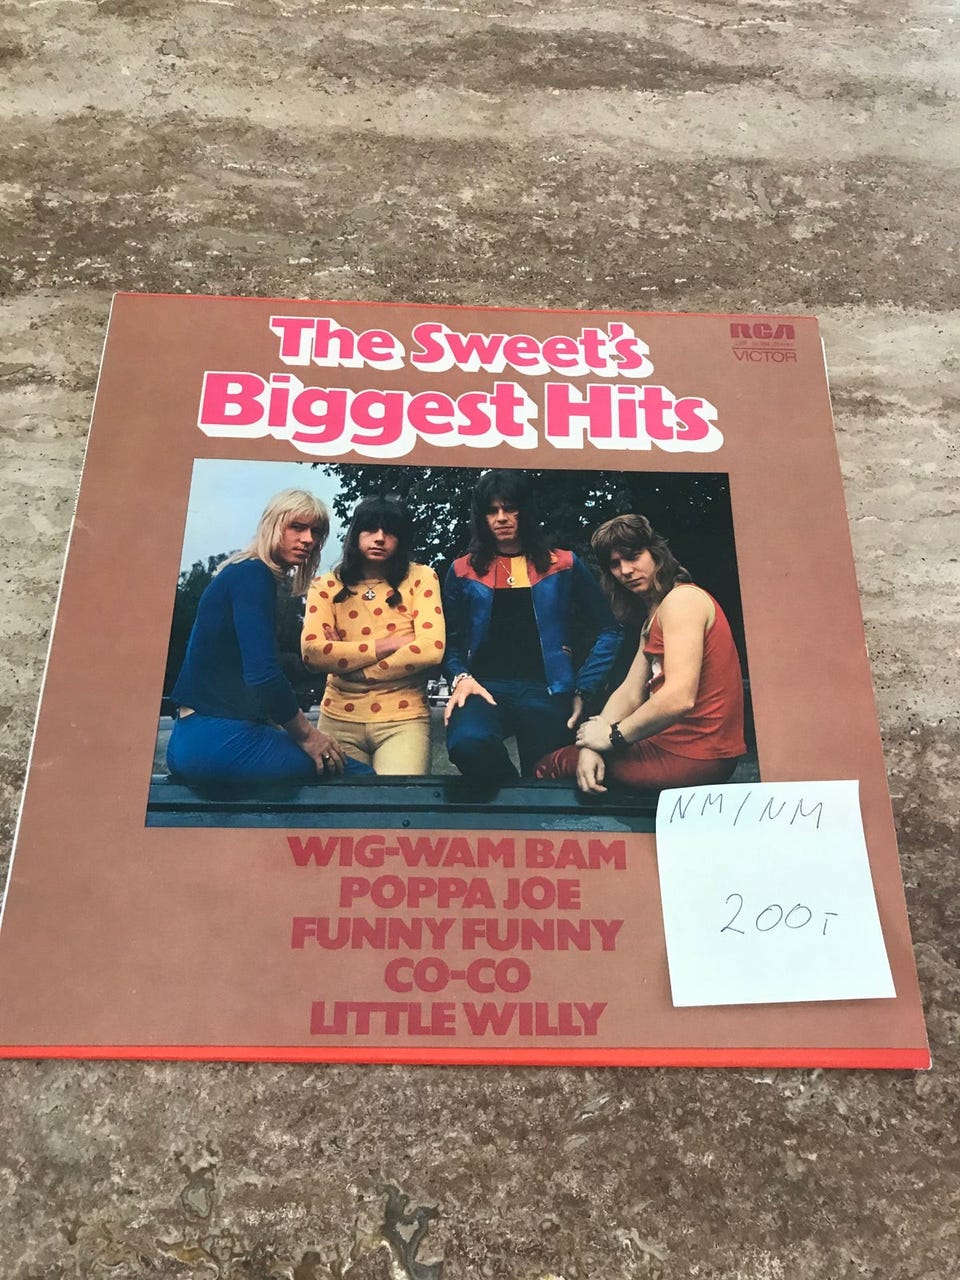 The Sweet's
Biggest Hits
RCA
VICTOR
WIG-WAM BAM
POPPA JOE
FUNNY FUNNY
CO-CO
LITTLE WILLY
NM/NM
200,-